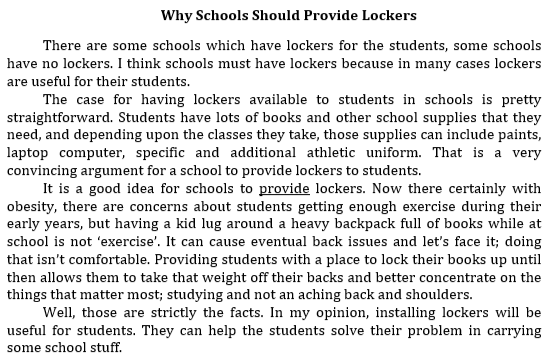 Why Schools Should Provide Lockers
There are some schools which have lockers for the students, some schools
have no lockers. I think schools must have lockers because in many cases lockers
are useful for their students.
The case for having lockers available to students in schools is pretty
straightforward. Students have lots of books and other school supplies that they
need, and depending upon the classes they take, those supplies can include paints,
laptop computer, specific and additional athletic uniform. That is a very
convincing argument for a school to provide lockers to students.
It is a good idea for schools to provide lockers. Now there certainly with
obesity, there are concerns about students getting enough exercise during their
early years, but having a kid lug around a heavy backpack full of books while at
school is not ‘exercise’. It can cause eventual back issues and let’s face it; doing
that isn’t comfortable. Providing students with a place to lock their books up until
then allows them to take that weight off their backs and better concentrate on the
things that matter most; studying and not an aching back and shoulders.
Well, those are strictly the facts. In my opinion, installing lockers will be
useful for students. They can help the students solve their problem in carrying
some school stuff.